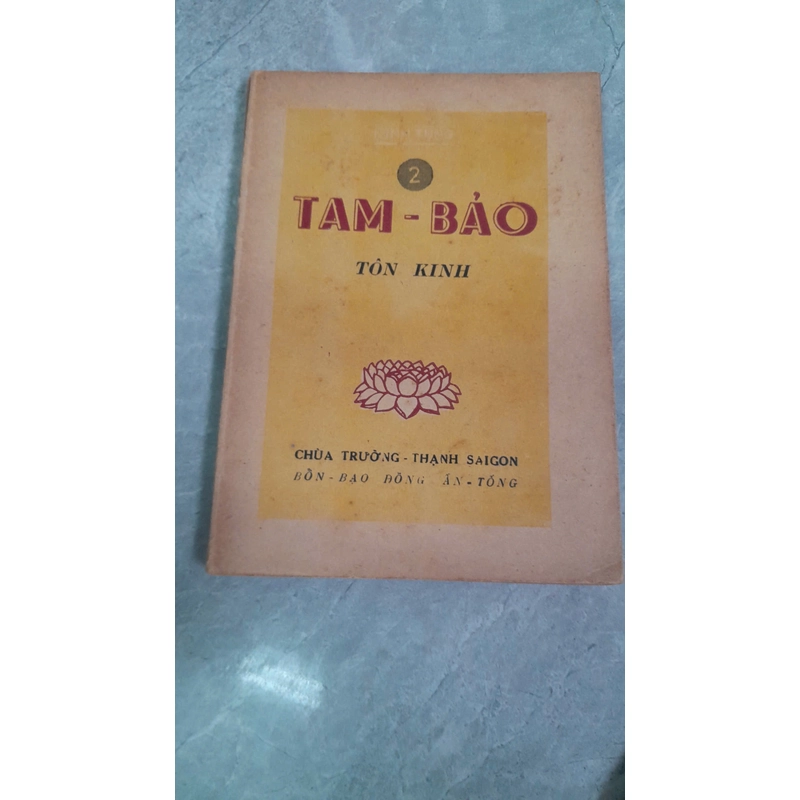 2
TAM - BẢO
TÔN KINH
CHÙA TRƯỜNG - THẠNH SAIGON
BỔN - ĐẠO ĐỒNG ẤN - TỐNG